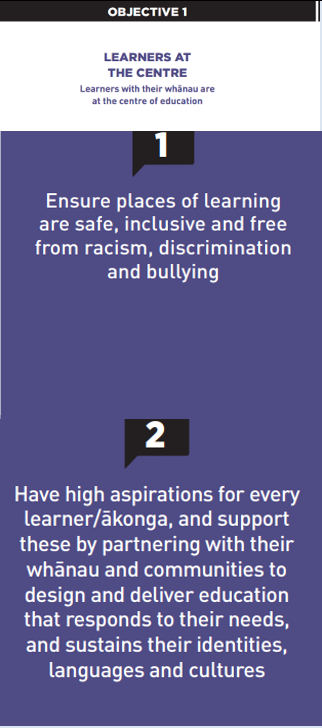 OBJECTIVE 1
LEARNERS AT
THE CENTRE
Learners with their whānau are
at the centre of education
1
Ensure places of learning
are safe, inclusive and free
from racism, discrimination
and bullying
2
Have high aspirations for every
learner/ākonga, and support
these by partnering with their
whānau and communities to
design and deliver education
that responds to their needs,
and sustains their identities,
languages and cultures